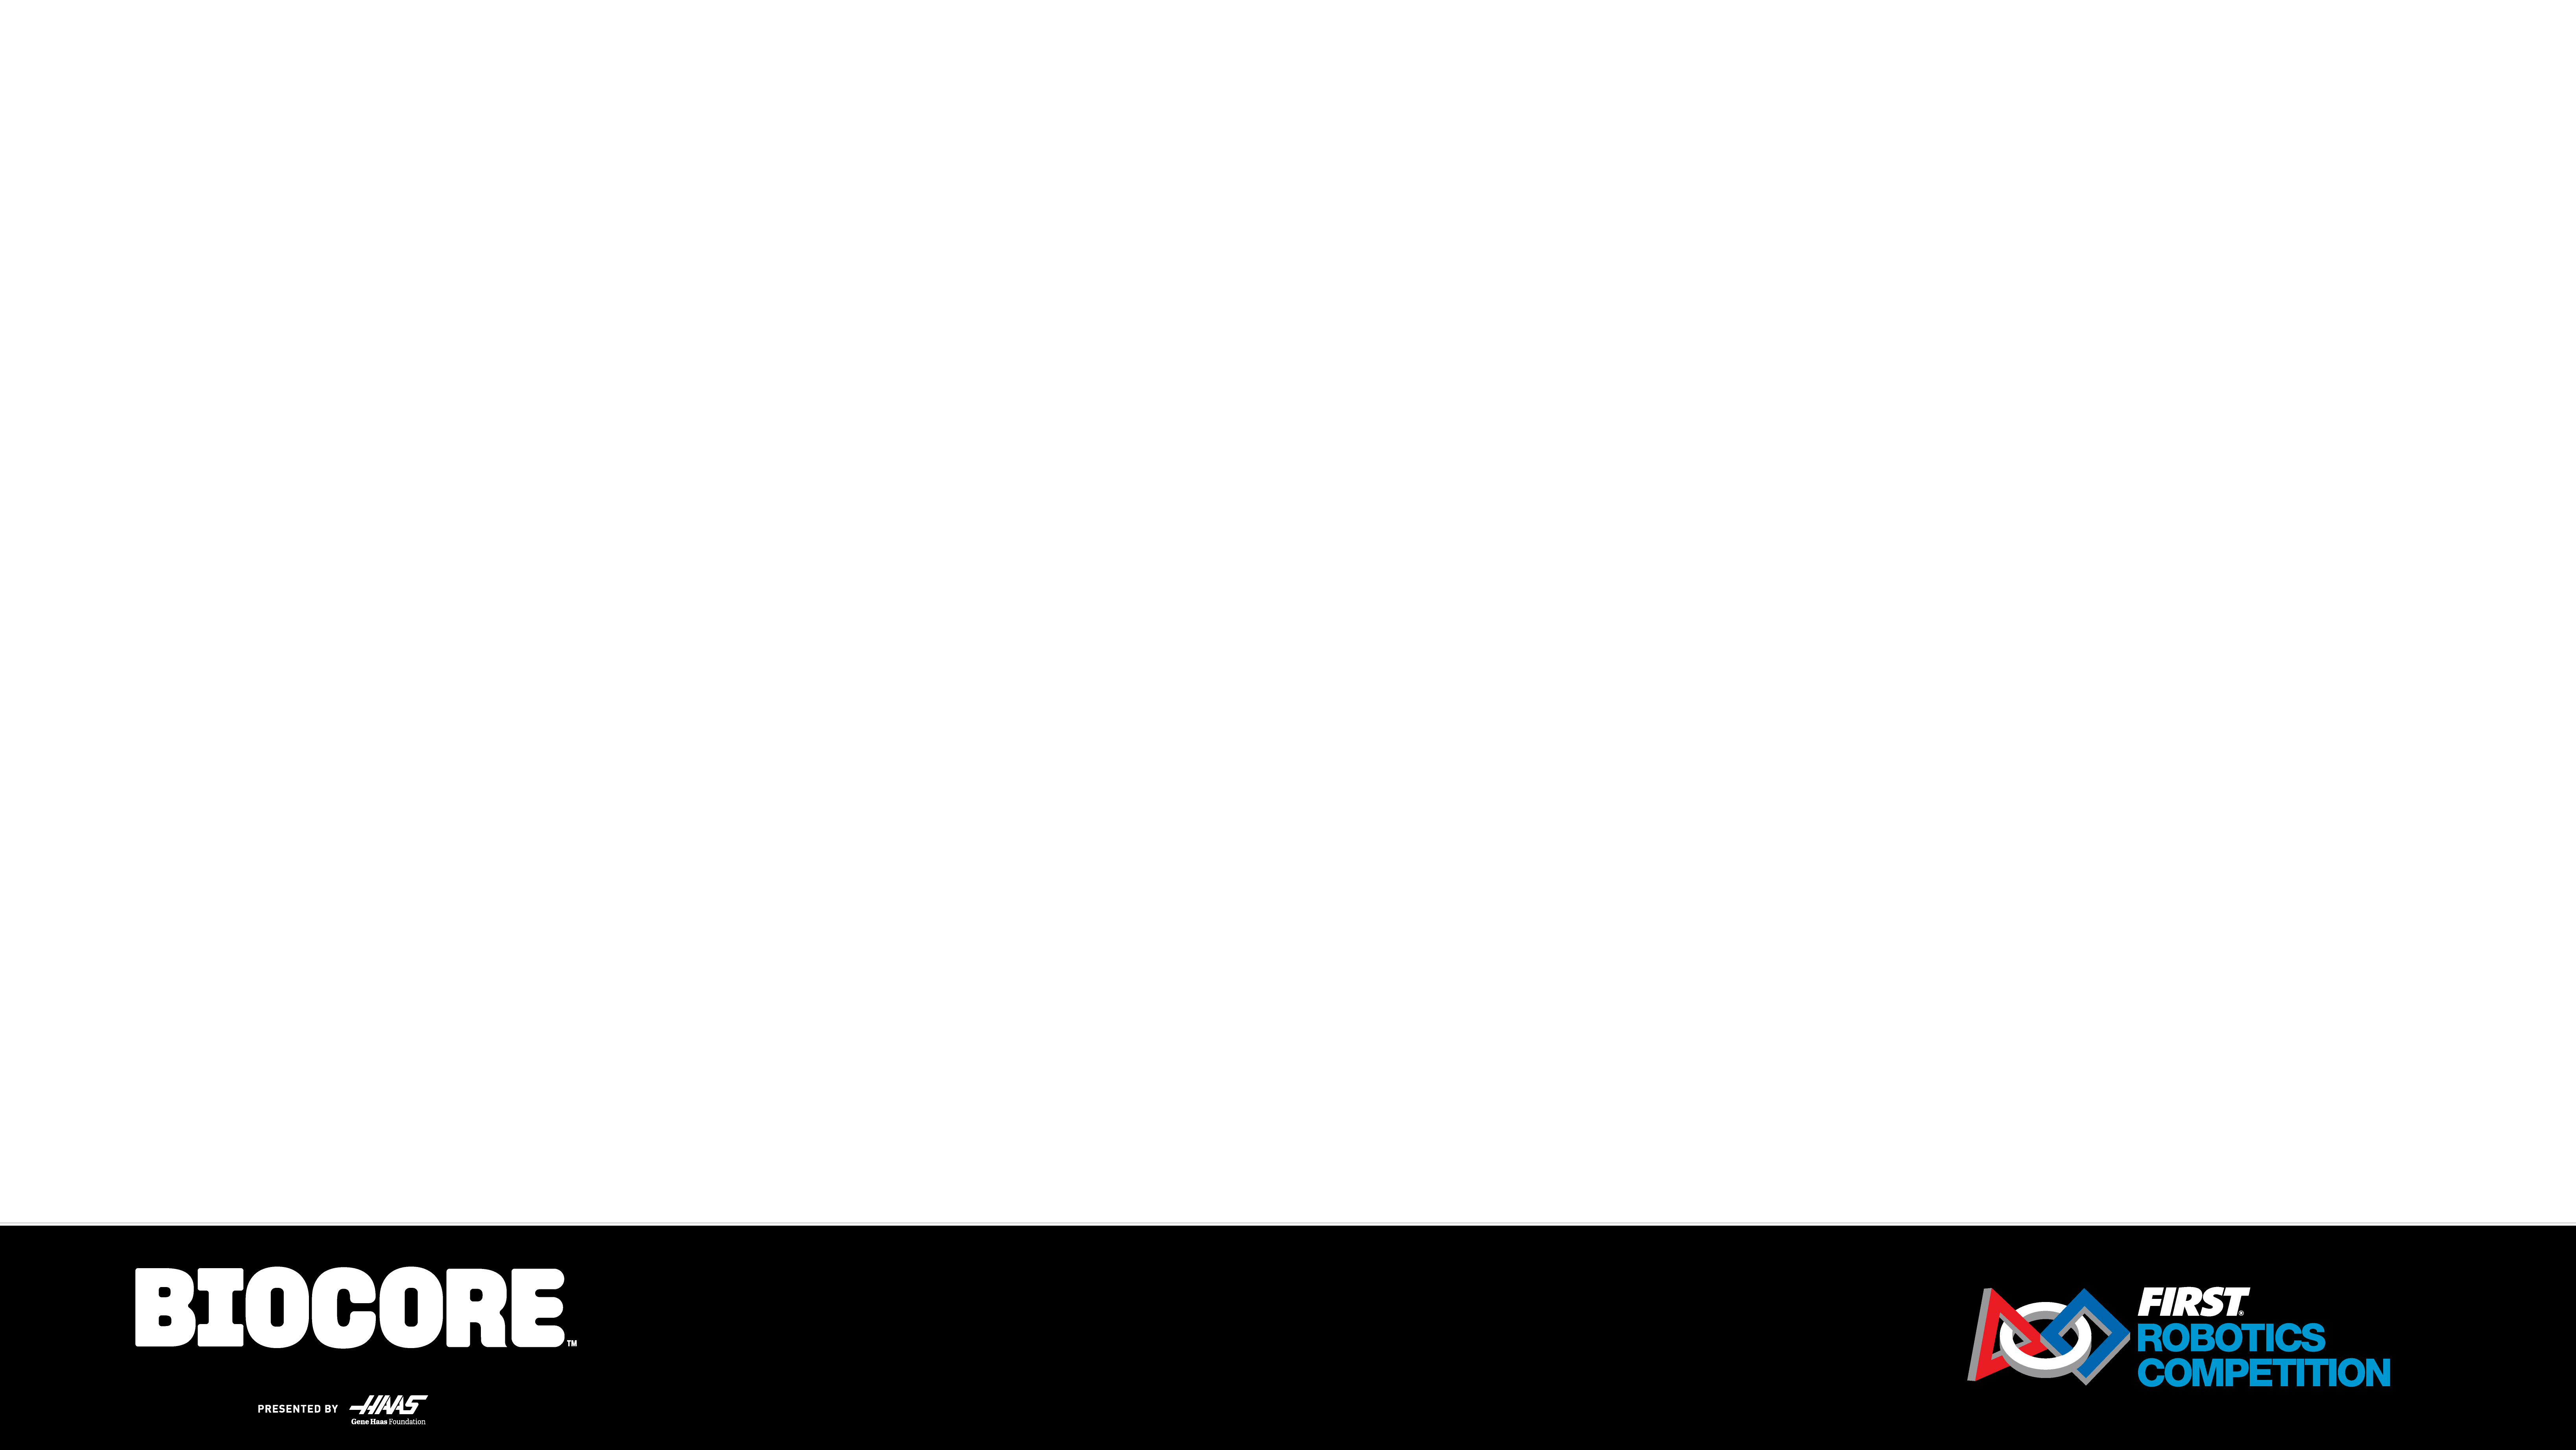 BIOCORE™
PRESENTED BY HAAS
Gene Haas Foundation
FIRST®
ROBOTICS
COMPETITION